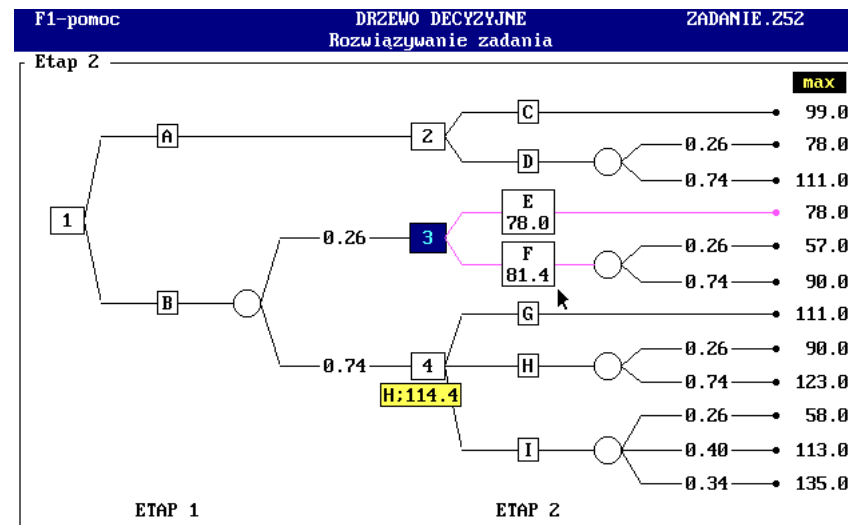 F1-pomoc DRZEWO DECYZYJNE ZADANIE.Z52
Rozwiązywanie zadania
Etap 2
max
C 99.0
A 2 0.26 78.0
D
0.74 111.0
E 78.0
1 78.0
0.26 3 F 0.26 57.0
81.4
0.74 90.0
B G 111.0
0.26 90.0
0.74 4 H
0.74 123.0
H;114.4
0.26 58.0
I 0.40 113.0
0.34 135.0
ETAP 1 ETAP 2